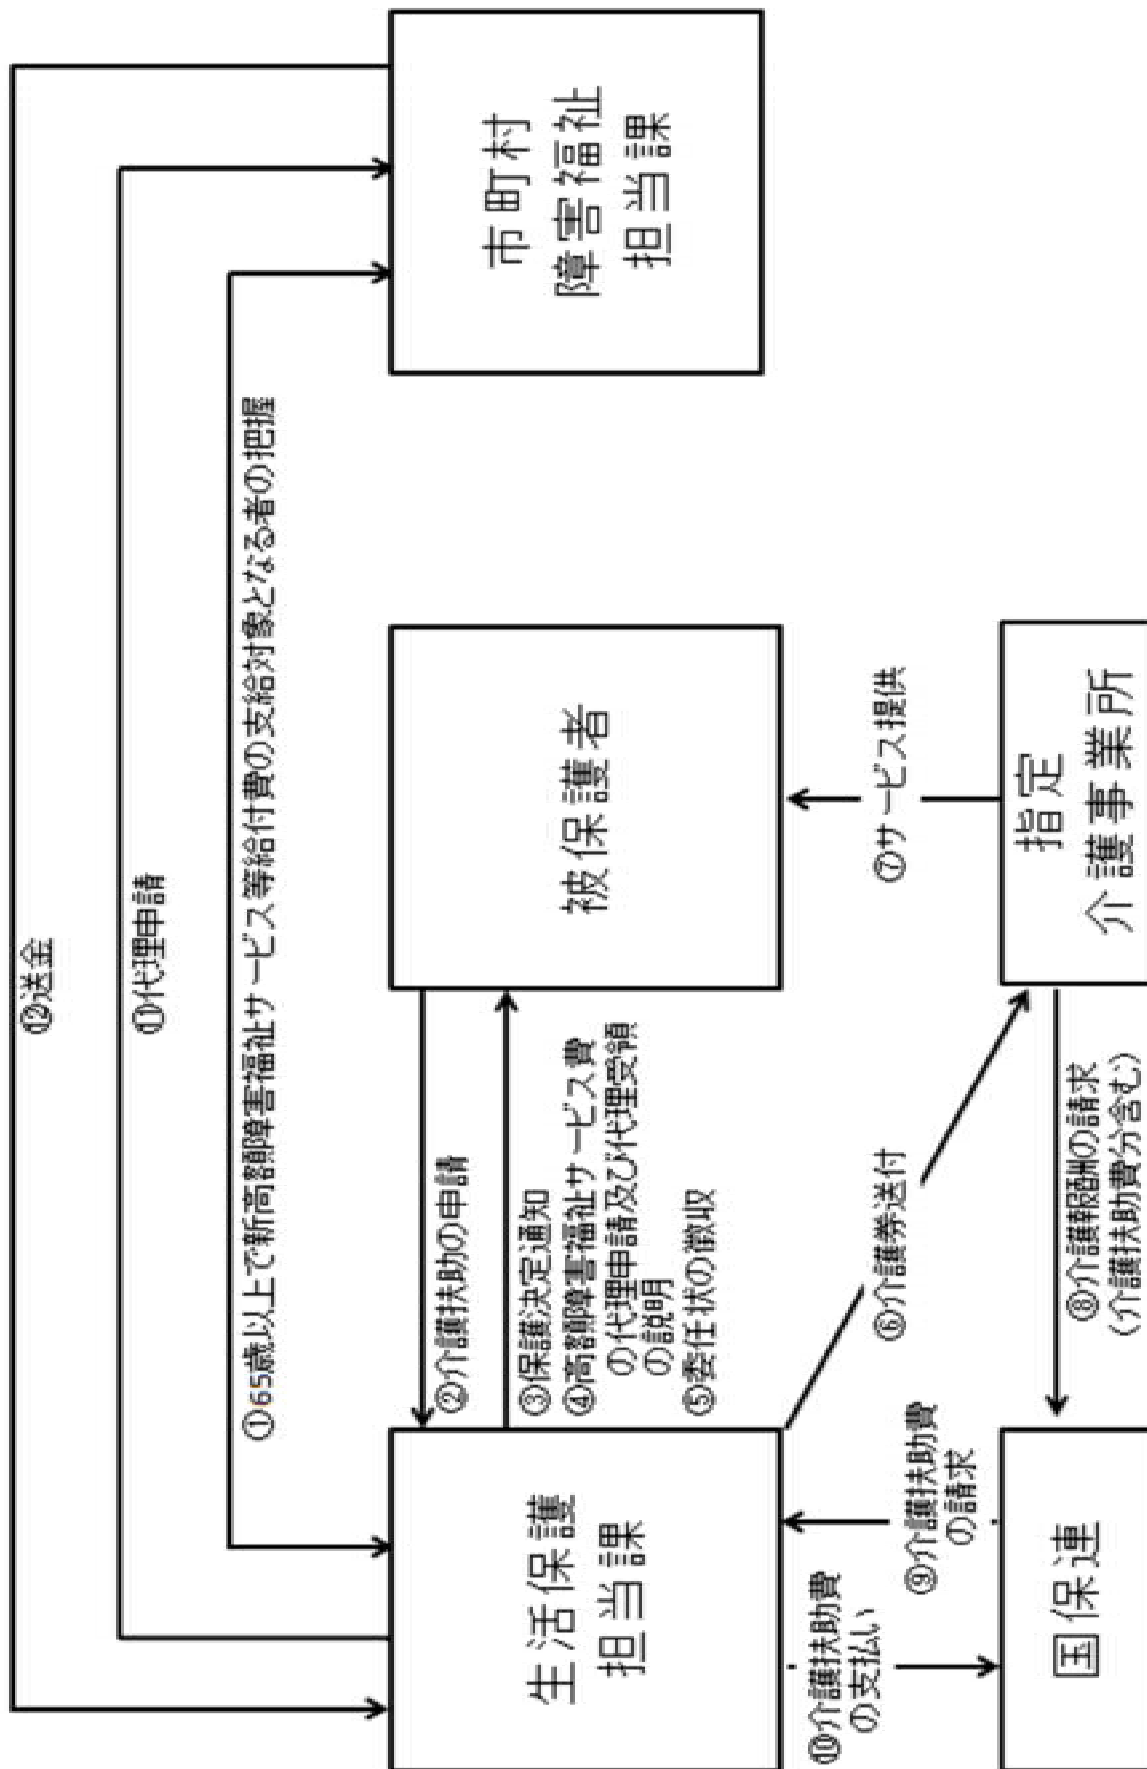 ⑫送金
⑪代理申請
①65歳以上で新高額障害福祉サービス等給付費の支給対象となる者の把握
生活保護
担当課
②介護扶助の申請
③保護決定通知
④高額障害福祉サービス費
の代理申請及び代理受領
の説明
⑤委任状の徴収
被保護者
市町村
障害福祉
担当課
⑩介護扶助費
の支払い
⑨介護扶助費
の請求
⑥介護券送付
⑦サービス提供
国保連
⑧介護報酬の請求
（介護扶助費分含む）
指定
介護事業所